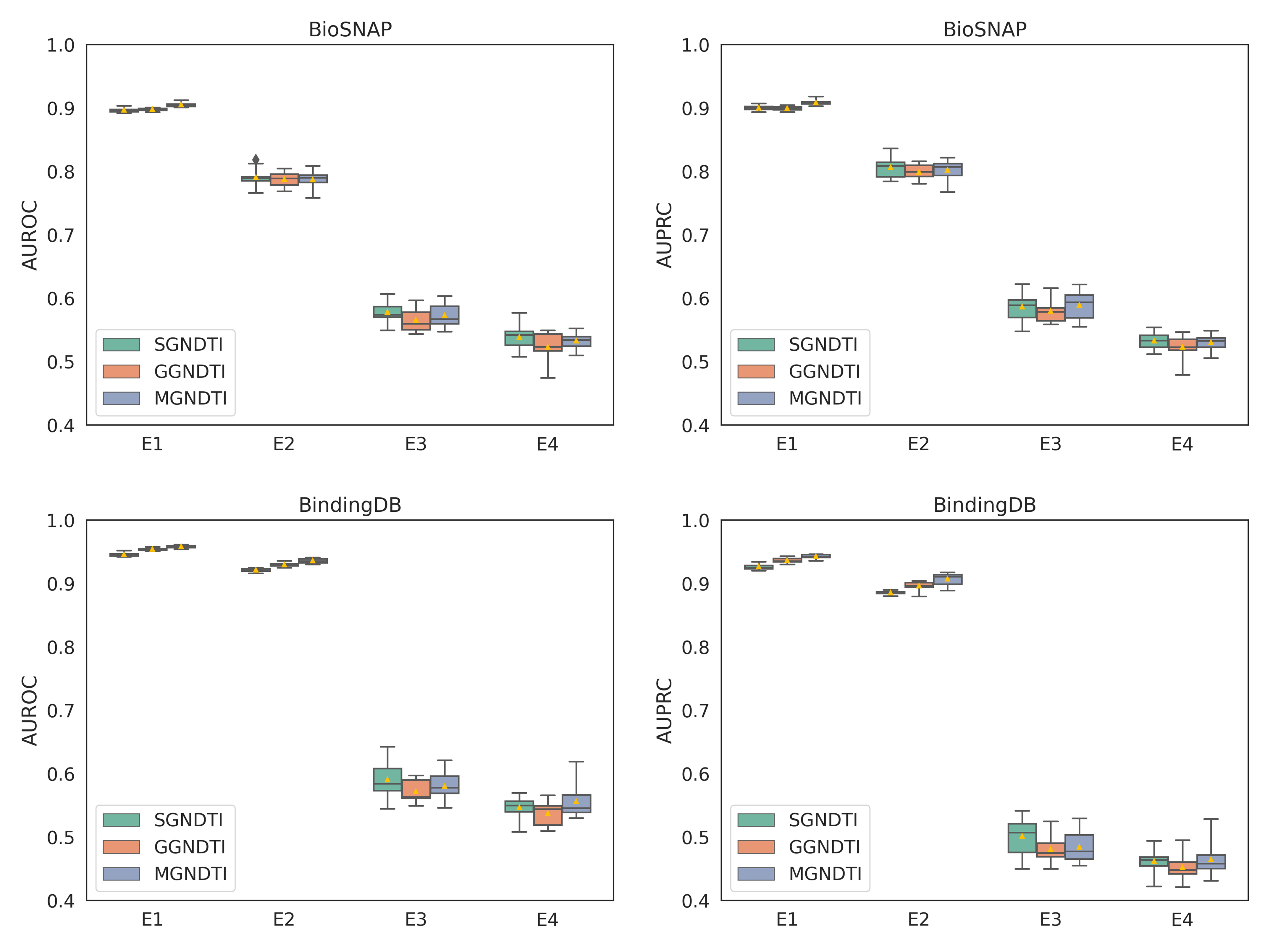 BioSNAP
1.0
0.9
0.8
0.7
0.6
0.5
0.4
AUROC
SGNDTI
GGNDTI
MGNDTI
E1 E2 E3 E4
BioSNAP
1.0
0.9
0.8
0.7
0.6
0.5
0.4
AUPRC
SGNDTI
GGNDTI
MGNDTI
E1 E2 E3 E4
BindingDB
1.0
0.9
0.8
0.7
0.6
0.5
0.4
AUROC
SGNDTI
GGNDTI
MGNDTI
E1 E2 E3 E4
BindingDB
1.0
0.9
0.8
0.7
0.6
0.5
0.4
AUPRC
SGNDTI
GGNDTI
MGNDTI
E1 E2 E3 E4